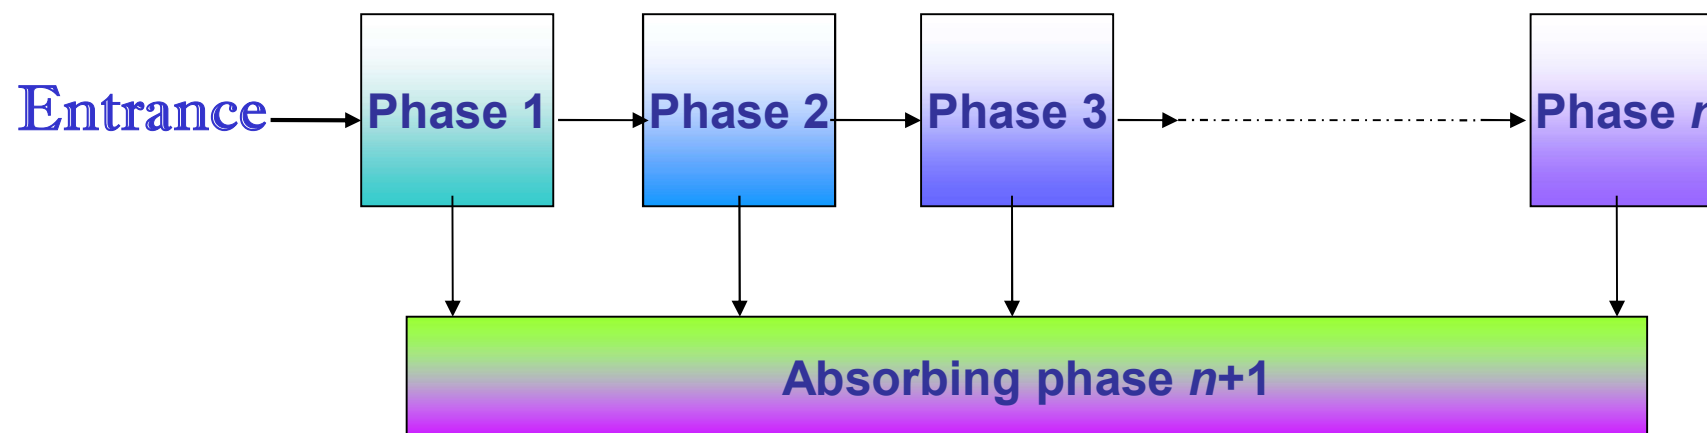 Entrance Phase 1 Phase 2 Phase 3 Phase n
Absorbing phase n+1